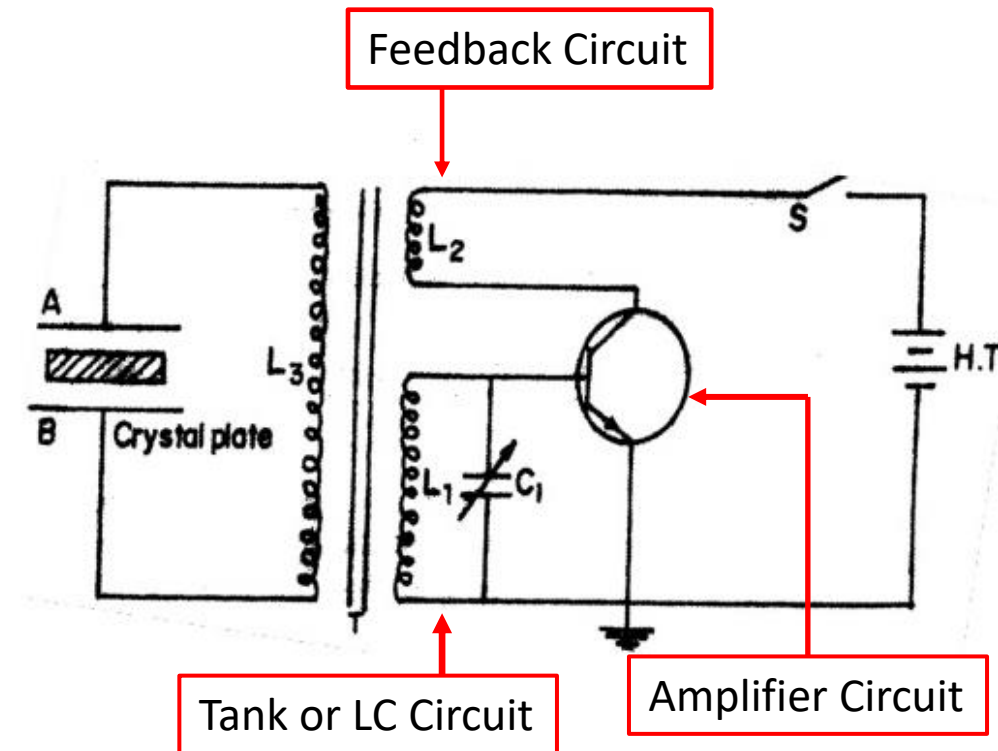 Feedback Circuit
S
L2
A
L3
H.T
B
Crystal plate
L1
C1
T
Tank or LC Circuit
Amplifier Circuit